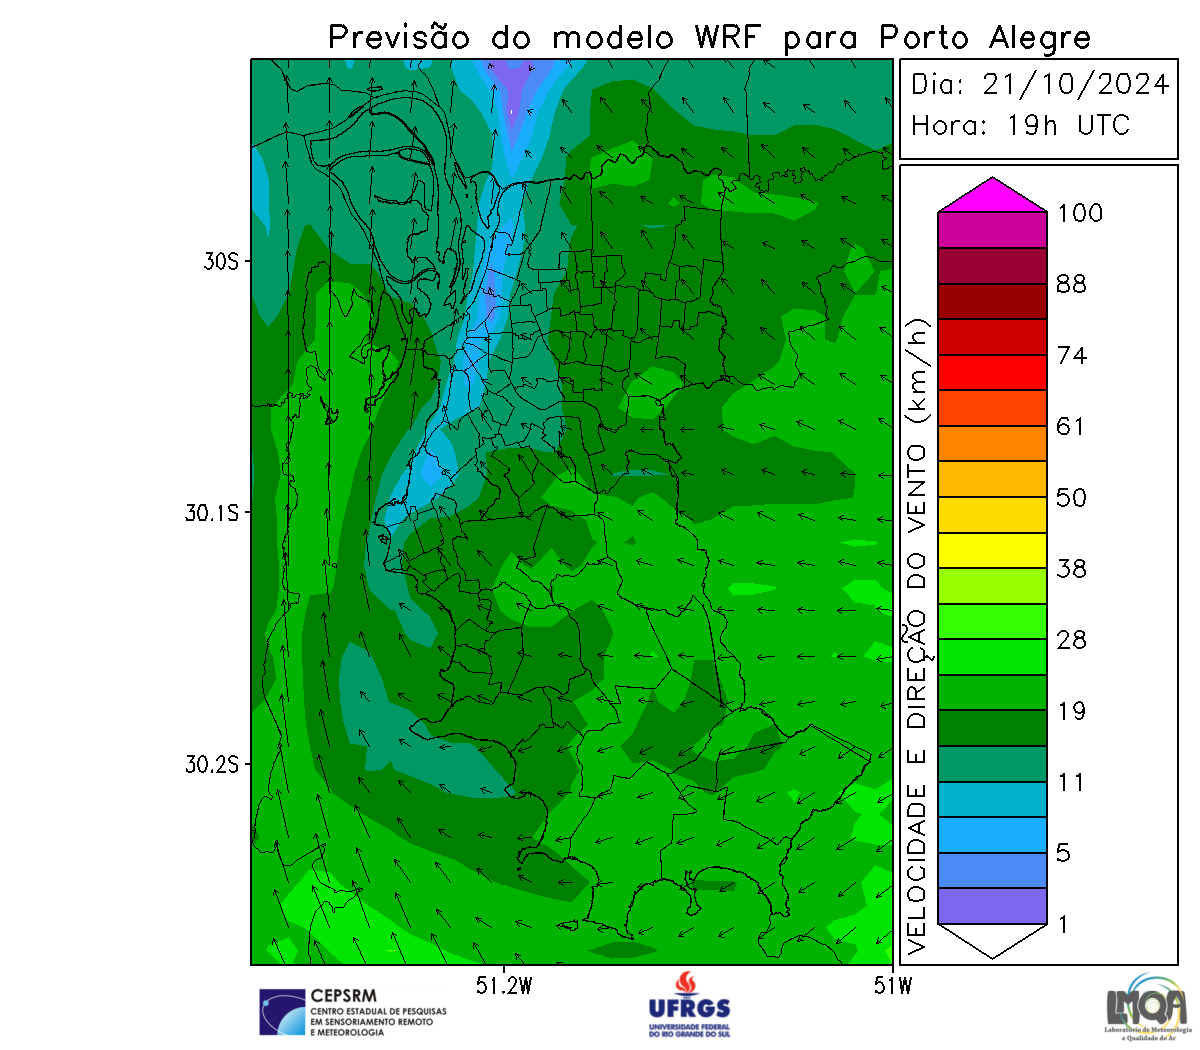 Previsão do modelo WRF para Porto Alegre
Dia: 21/10/2024
Hora: 19h UTC
100
88
74
61
50
38
28
19
11
5
1
VELOCIDADE E DIREÇÃO DO VENTO (km/h)
30S
30.1S
30.2S
51.2W
51W
CEPSRM
CENTRO ESTADUAL DE PESQUISAS
EM SENSORIAMENTO REMOTO
E METEOROLOGIA
UFRGS
UNIVERSIDADE FEDERAL
DO RIO GRANDE DO SUL
LMQA
Laboratório de Meteorologia
e Qualidade do Ar